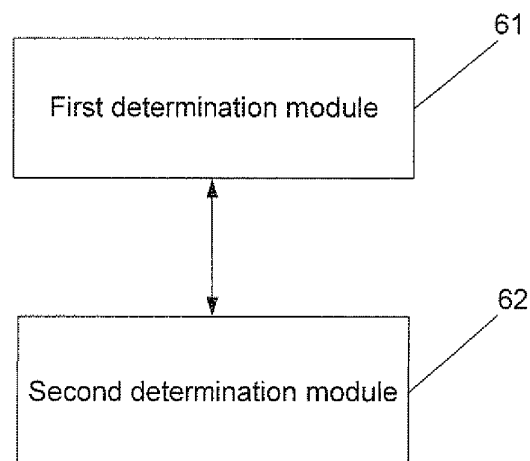 61
First determination module
62
Second determination module